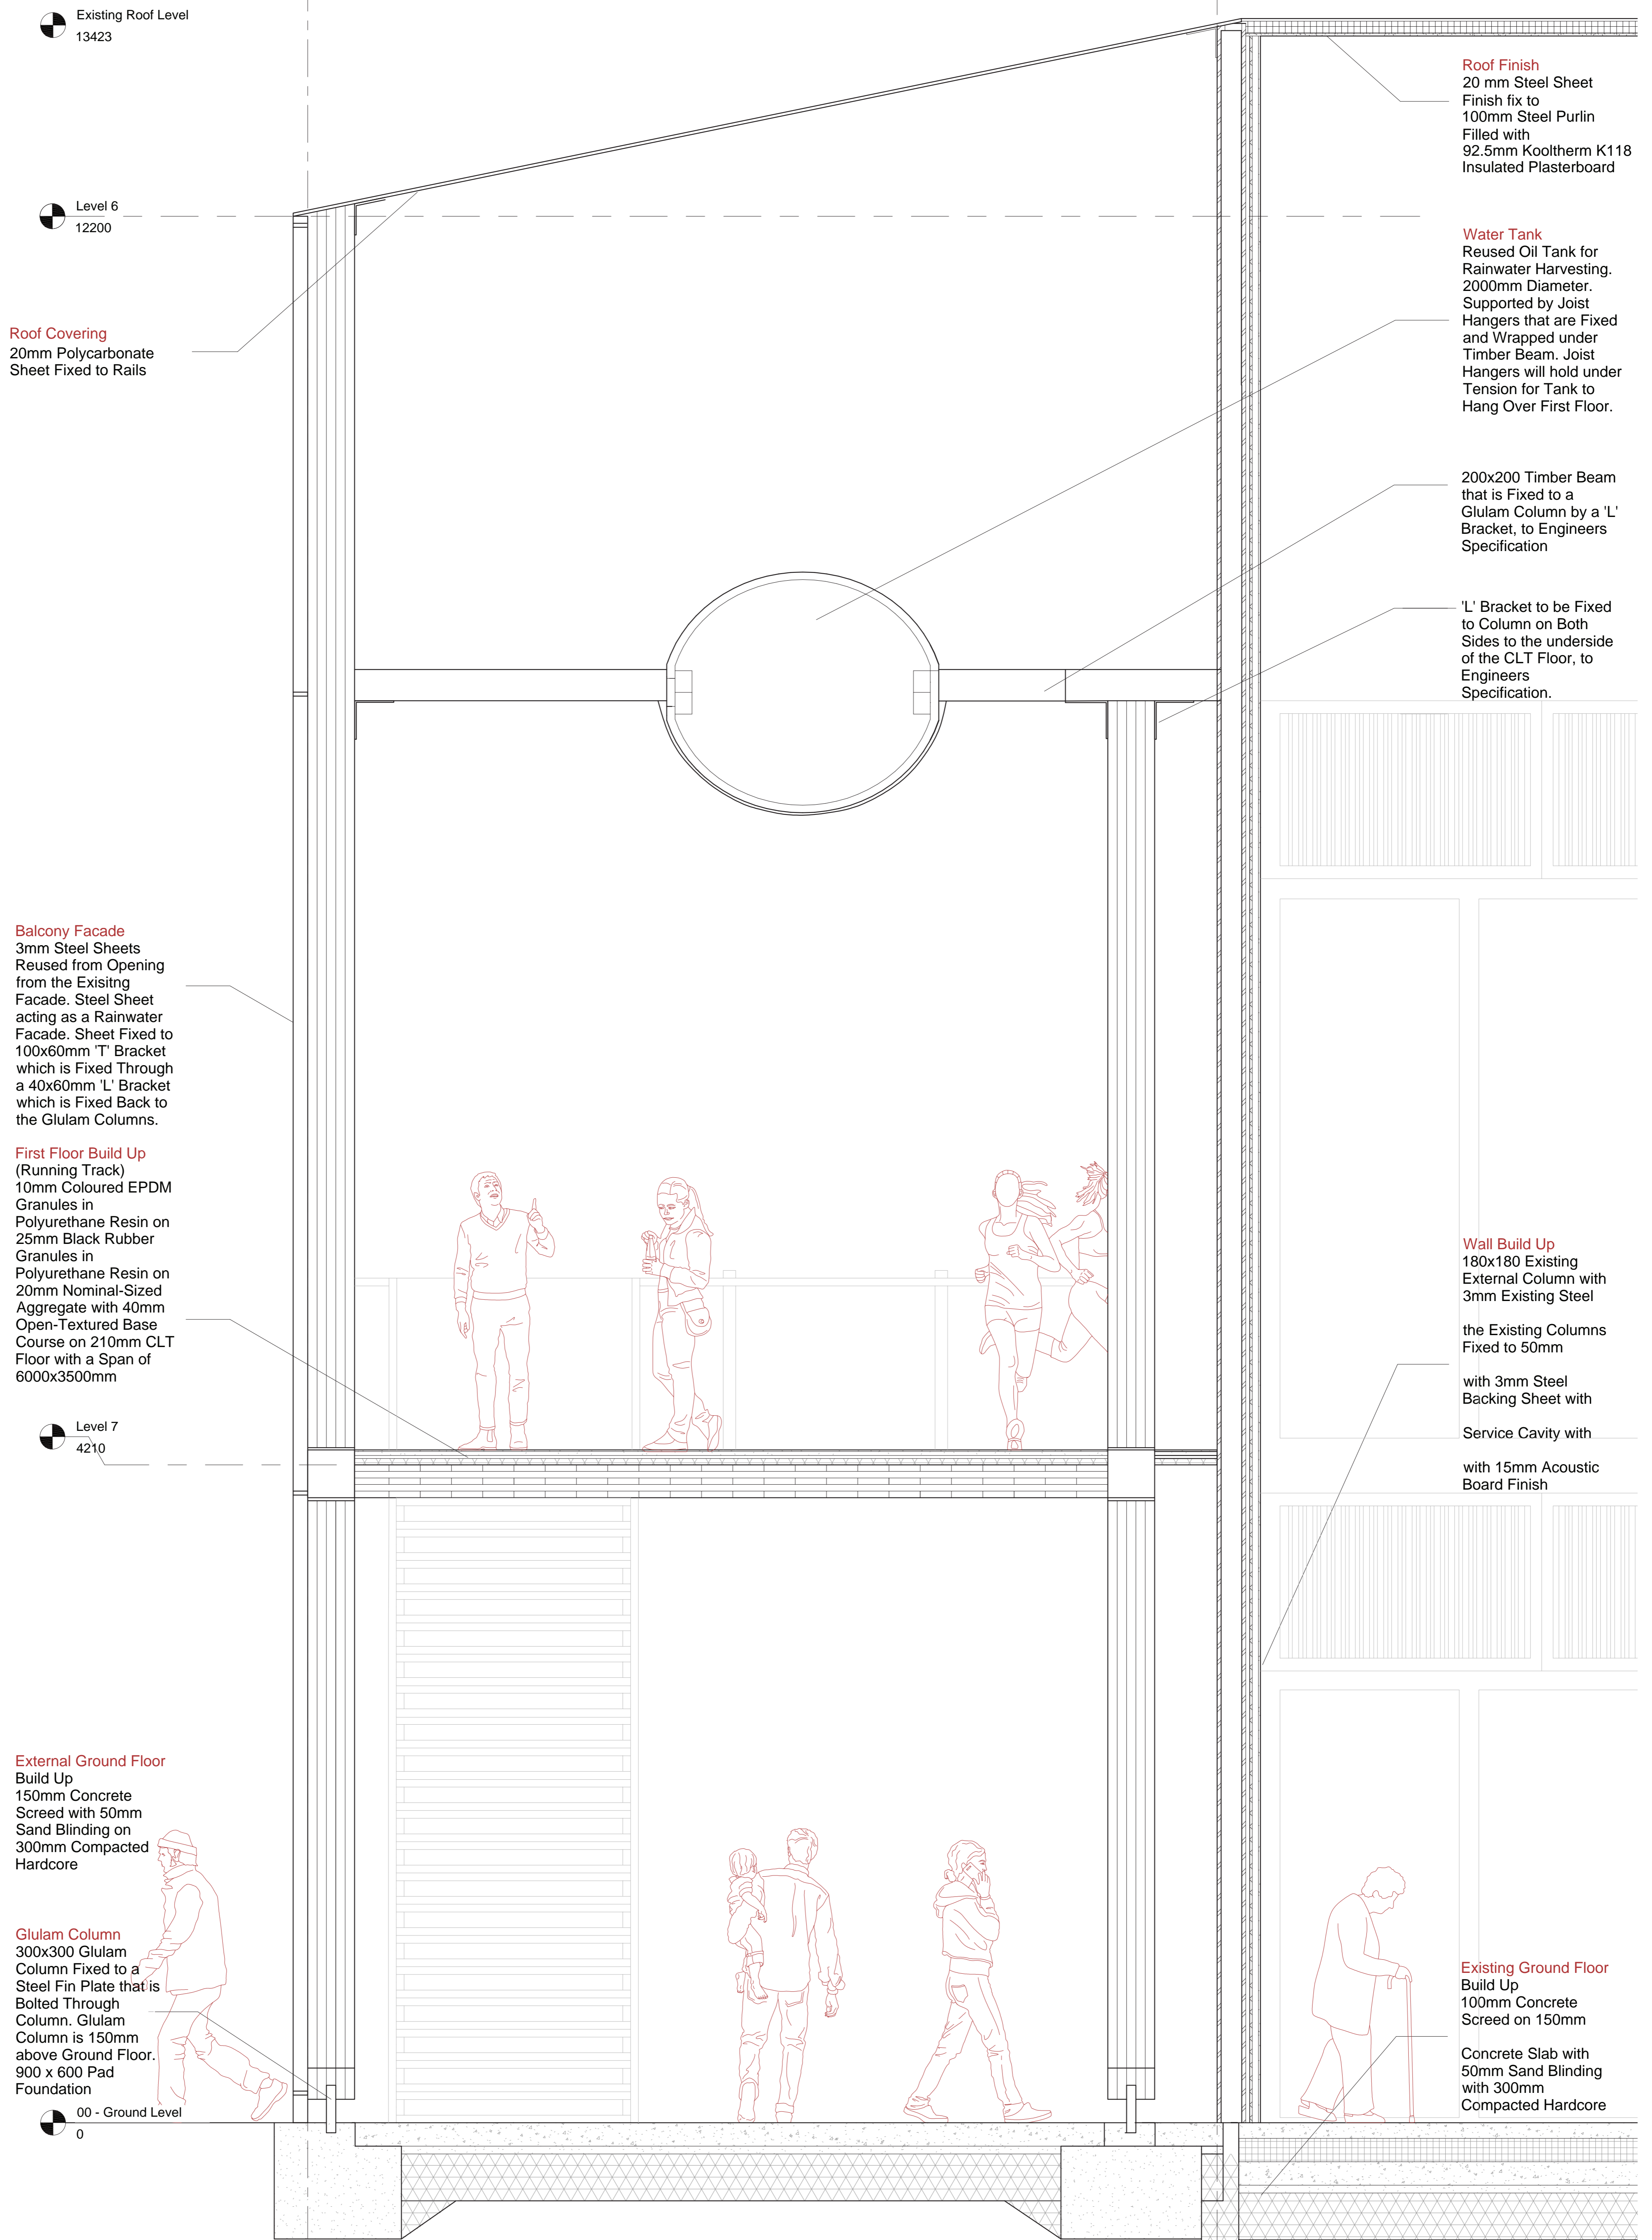 Existing Roof Level
13423
Roof Finish
20 mm Steel Sheet
Finish fix to
100mm Steel Purlin
Filled with
92.5mm Kooltherm K118
Insulated Plasterboard
Level 6
12200
Water Tank
Reused Oil Tank for
Rainwater Harvesting.
2000mm Diameter.
Supported by Joist
Hangers that are Fixed
and Wrapped under
Timber Beam. Joist
Hangers will hold under
Tension for Tank to
Hang Over First Floor.
Roof Covering
20mm Polycarbonate
Sheet Fixed to Rails
200x200 Timber Beam
that is Fixed to a
Glulam Column by a 'L'
Bracket, to Engineers
Specification
'L' Bracket to be Fixed
to Column on Both
Sides to the underside
of the CLT Floor, to
Engineers
Specification.
Balcony Facade
3mm Steel Sheets
Reused from Opening
from the Exisitng
Facade. Steel Sheet
acting as a Rainwater
Facade. Sheet Fixed to
100x60mm 'T' Bracket
which is Fixed Through
a 40x60mm 'L' Bracket
which is Fixed Back to
the Glulam Columns.
First Floor Build Up
(Running Track)
10mm Coloured EPDM
Granules in
Polyurethane Resin on
25mm Black Rubber
Granules in
Polyurethane Resin on
20mm Nominal-Sized
Aggregate with 40mm
Open-Textured Base
Course on 210mm CLT
Floor with a Span of
6000x3500mm
Wall Build Up
180x180 Existing
External Column with
3mm Existing Steel
the Existing Columns
Fixed to 50mm
with 3mm Steel
Backing Sheet with
Service Cavity with
with 15mm Acoustic
Board Finish
Level 7
4210
External Ground Floor
Build Up
150mm Concrete
Screed with 50mm
Sand Blinding on
300mm Compacted
Hardcore
Glulam Column
300x300 Glulam
Column Fixed to a
Steel Fin Plate that is
Bolted Through
Column. Glulam
Column is 150mm
above Ground Floor.
900 x 600 Pad
Foundation
Existing Ground Floor
Build Up
100mm Concrete
Screed on 150mm
Concrete Slab with
50mm Sand Blinding
with 300mm
Compacted Hardcore
00 - Ground Level
0